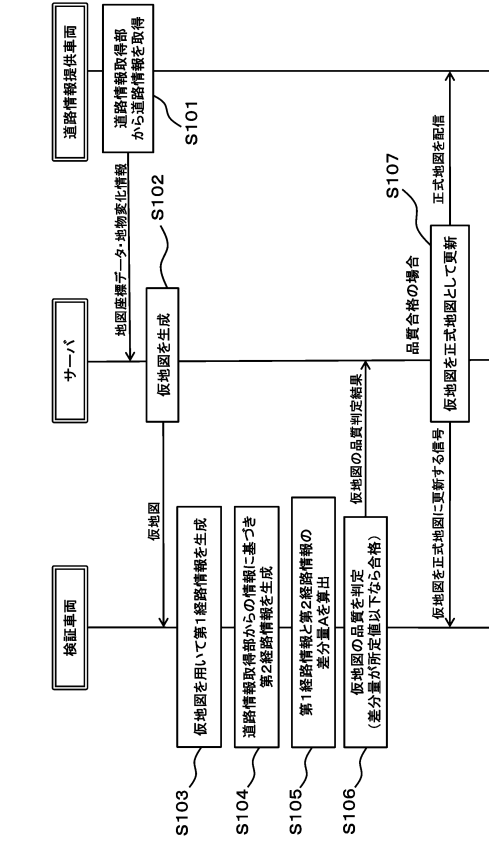 検証車両
サーバ
道路情報提供車両
道路情報取得部
から道路情報を取得
S101
地図座標データ・地物変化情報
仮地図を生成
S102
仮地図
S103
仮地図を用いて第1経路情報を生成
S104
道路情報取得部からの情報に基づき
第2経路情報を生成
S105
第1経路情報と第2経路情報の
差分量Aを算出
S106
仮地図の品質を判定
(差分量が所定値以下なら合格)
仮地図の品質判定結果
品質合格の場合
S107
仮地図を正式地図として更新
仮地図を正式地図に更新する信号
正式地図を配信